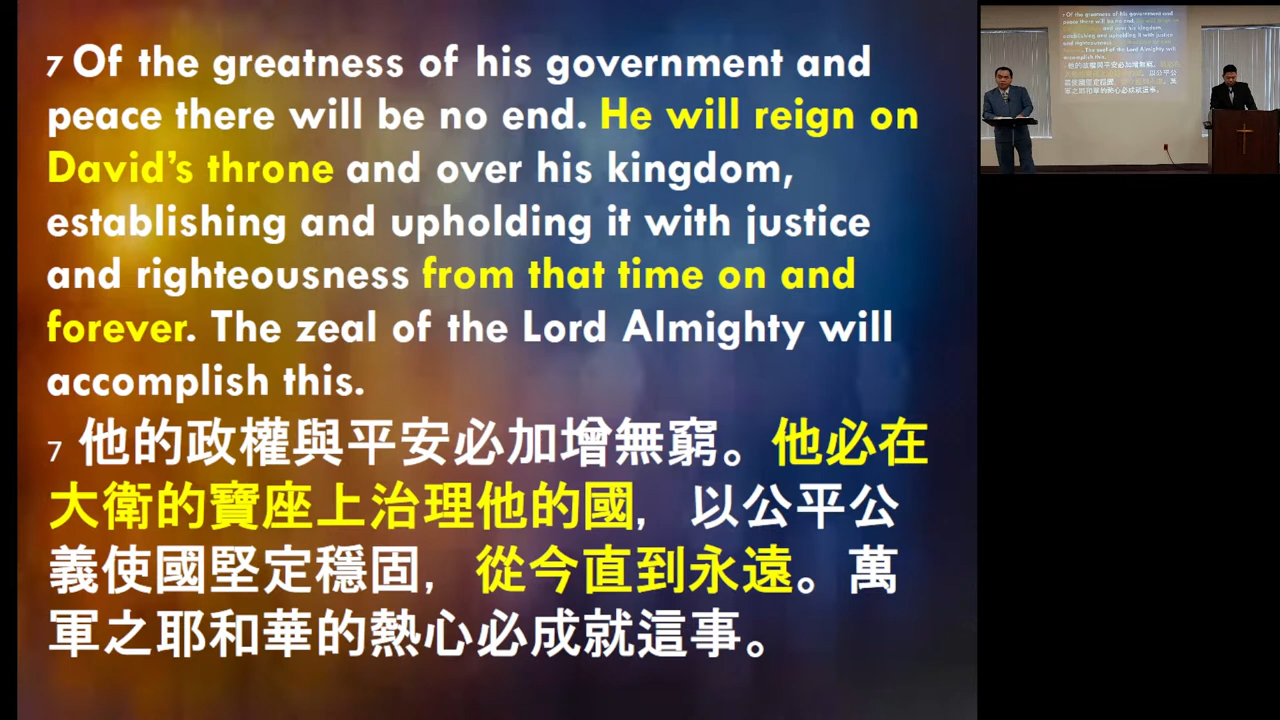 7 Of the greatness of his government and
peace there will be no end. He will reign on
David's throne and over his kingdom,
establishing and upholding it with justice
and righteousness from that time on and
forever. The zeal of the Lord Almighty will
accomplish this.
7 他的政權與平安必加增無窮。他必在
大衛的寶座上治理他的國, 以公平公
義使國堅定穩固, 從今直到永遠。萬
軍之耶和華的熱心必成就這事。